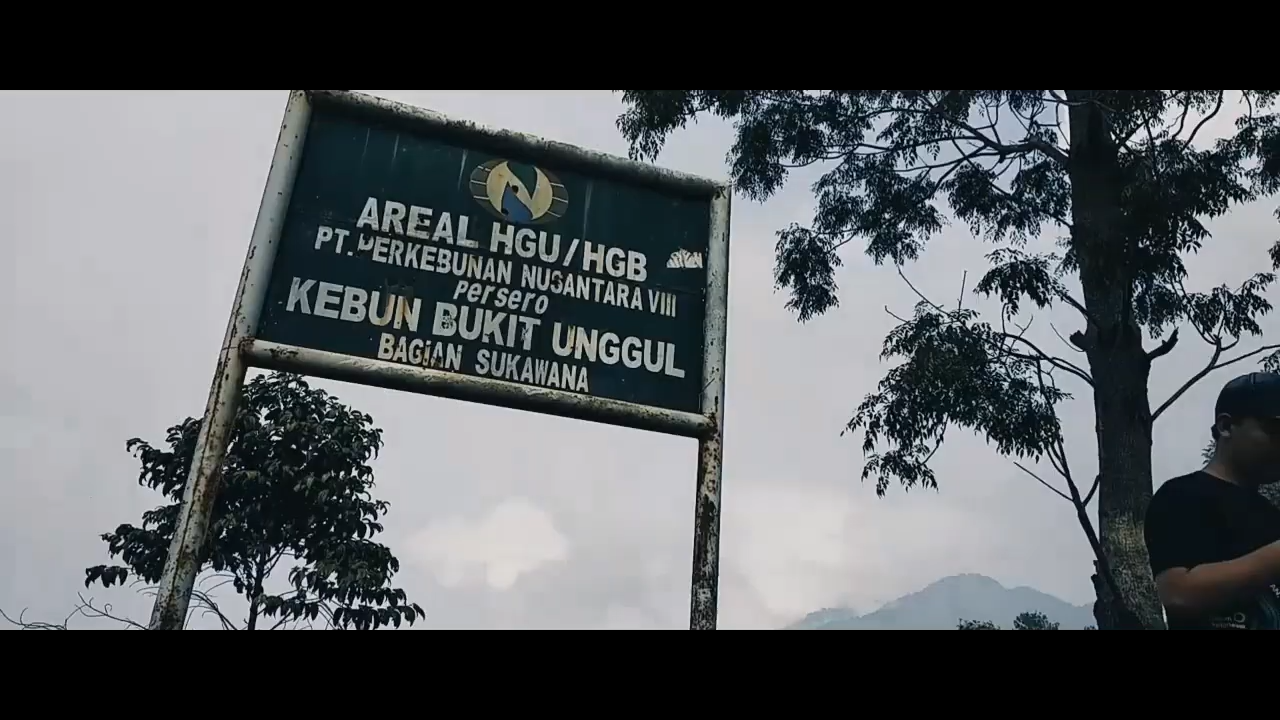 AREAL HGU/HGB
PT. PERKEBUNAN NUSANTARA VIII
persero
KEBUN BUKIT UNGGUL
BAGIAN SUKAWANA